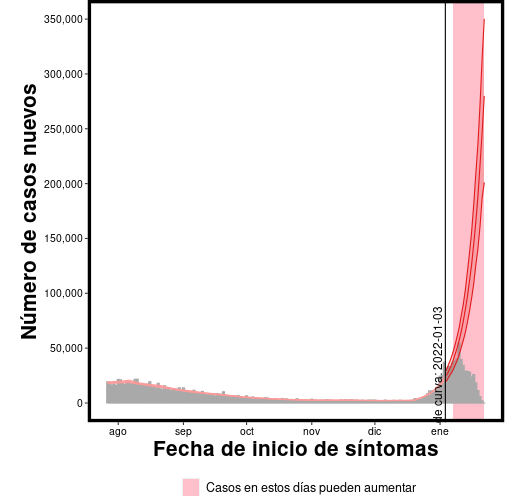 350,000
300,000
250,000
200,000
150,000
100,000
50,000
0
Número de casos nuevos
de curva: 2022-01-03
ago sep oct nov dic ene
Fecha de inicio de síntomas
Casos en estos días pueden aumentar